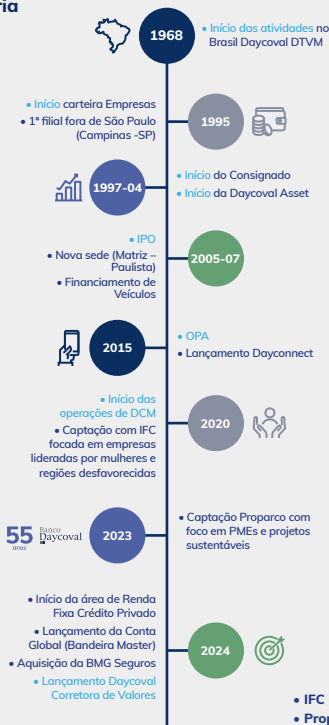 ria
1968
• Início das atividades no
Brasil Daycoval DTVM
• Início carteira Empresas
• 1ª filial fora de São Paulo
(Campinas -SP)
1995
1997-04
• Início do Consignado
• Início da Daycoval Asset
• IPO
• Nova sede (Matriz –
Paulista)
• Financiamento de
Veículos
2005-07
2015
• OPA
• Lançamento Dayconnect
• Início das
operações de DCM
• Captação com IFC
focada em empresas
lideradas por mulheres e
regiões desfavorecidas
2020
55
anos
Banco
Daycoval
2023
• Captação Proparco com
foco em PMEs e projetos
sustentáveis
• Início da área de Renda
Fixa Crédito Privado
• Lançamento da Conta
Global (Bandeira Master)
• Aquisição da BMG Seguros
• Lançamento Daycoval
Corretora de Valores
2024
• IFC
• Prop